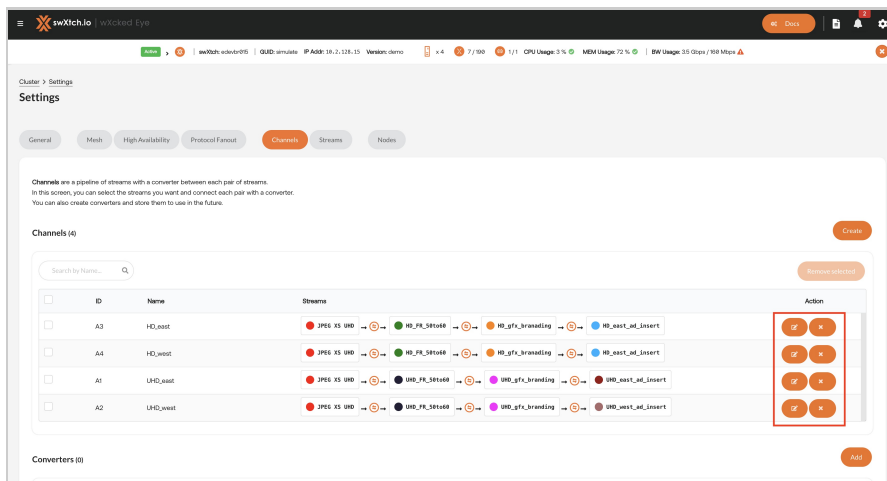 swXtch.io | wXcked Eye
Docs
2
Active
swXtch: edevbr015 | GUID: simulate IP Addr: 10.2.128.15 Version: demo
x 4 7 / 190 1 / 1 CPU Usage: 3 % MEM Usage: 72 % | BW Usage: 35 Gbps / 168 Mbps
Cluster > Settings
Settings
General Mesh High Availability Protocol Fanout Channels Streams Nodes
Channels are a pipeline of streams with a converter between each pair of streams.
In this screen, you can select the streams you want and connect each pair with a converter.
You can also create converters and store them to use in the future.
Channels (4)
Create
Search by Name...
Remove selected
ID Name Streams Action
A3 HD_east JPEG XS UHD → → HD_FR_50to60 → → HD_gfx_branading → → HD_east_ad_insert
A4 HD_west JPEG XS UHD → → HD_FR_50to60 → → HD_gfx_branading → → HD_east_ad_insert
A1 UHD_east JPEG XS UHD → → UHD_FR_50to60 → → UHD_gfx_branding → → UHD_east_ad_insert
A2 UHD_west JPEG XS UHD → → UHD_FR_50to60 → → UHD_gfx_branding → → UHD_west_ad_insert
Converters (0)
Add